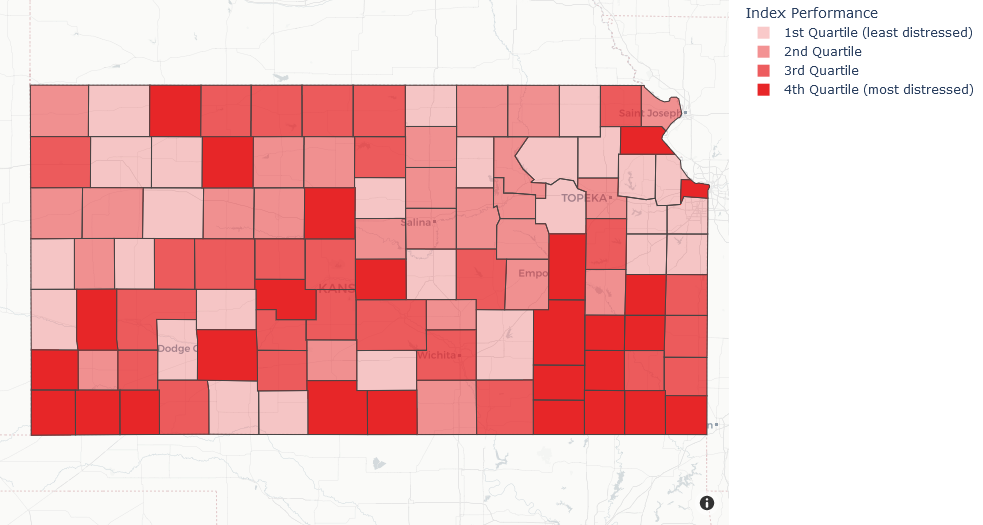 Index Performance
1st Quartile (least distressed)
2nd Quartile
3rd Quartile
4th Quartile (most distressed)
Saint Joseph
TOPEKA
Salina
Empo
KANS
Dodge C
Wichita
n
i